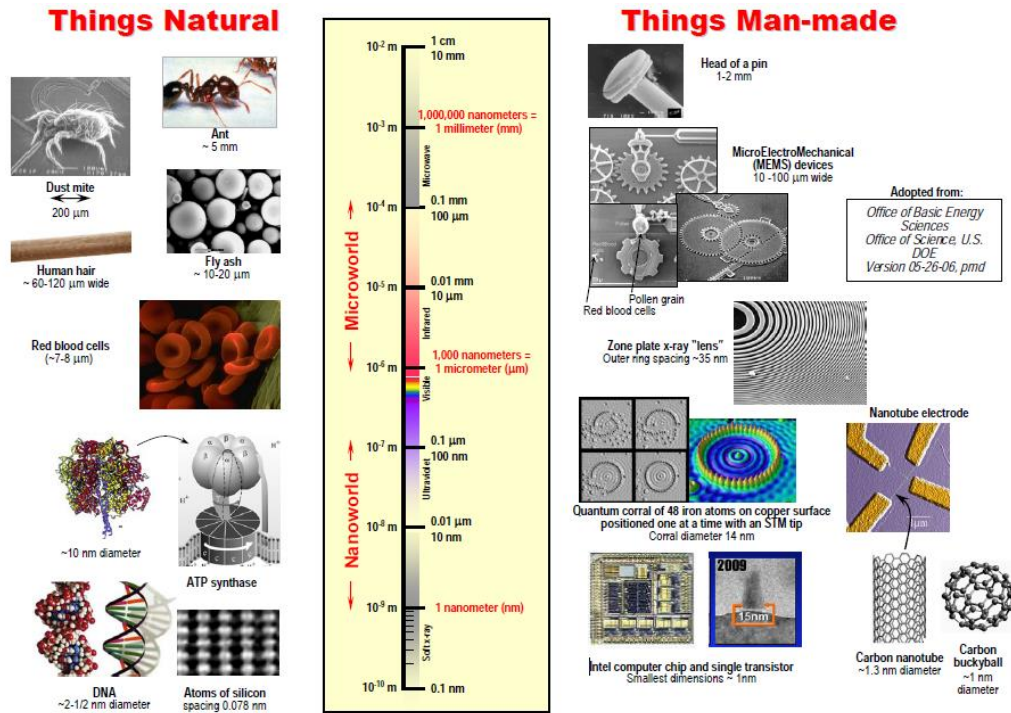 Things Natural
Things Man-made
Dust mite
200 µm
Ant
~ 5 mm
Human hair
~ 60-120 µm wide
Fly ash
~ 10-20 µm
Red blood cells
(~7-8 µm)
~10 nm diameter
ATP synthase
DNA
~2-1/2 nm diameter
Atoms of silicon
spacing 0.078 nm
10-2 m
1 cm
10 mm
1,000,000 nanometers =
10-3 m
1 millimeter (mm)
Microwave
0.1 mm
10-4 m
100 µm
Microworld
0.01 mm
10-5 m
10 µm
Infrared
1,000 nanometers =
10-6 m
1 micrometer (µm)
Visible
0.1 µm
10-7 m
100 nm
Ultraviolet
Nanoworld
0.01 µm
10-8 m
10 nm
10-9 m
1 nanometer (nm)
Soft x-ray
10-10 m
0.1 nm
Head of a pin
1-2 mm
MicroElectroMechanical
(MEMS) devices
10 -100 µm wide
Adopted from:
Office of Basic Energy
Sciences
Office of Science, U.S.
DOE
Version 05-26-06, pmd
Pollen grain
Red blood cells
Zone plate x-ray "lens"
Outer ring spacing ~35 nm
Nanotube electrode
Quantum corral of 48 iron atoms on copper surface
positioned one at a time with an STM tip
Corral diameter 14 nm
2009
15nm
Intel computer chip and single transistor
Smallest dimensions ~ 1nm
Carbon nanotube
~1.3 nm diameter
Carbon
buckyball
~1 nm
diameter